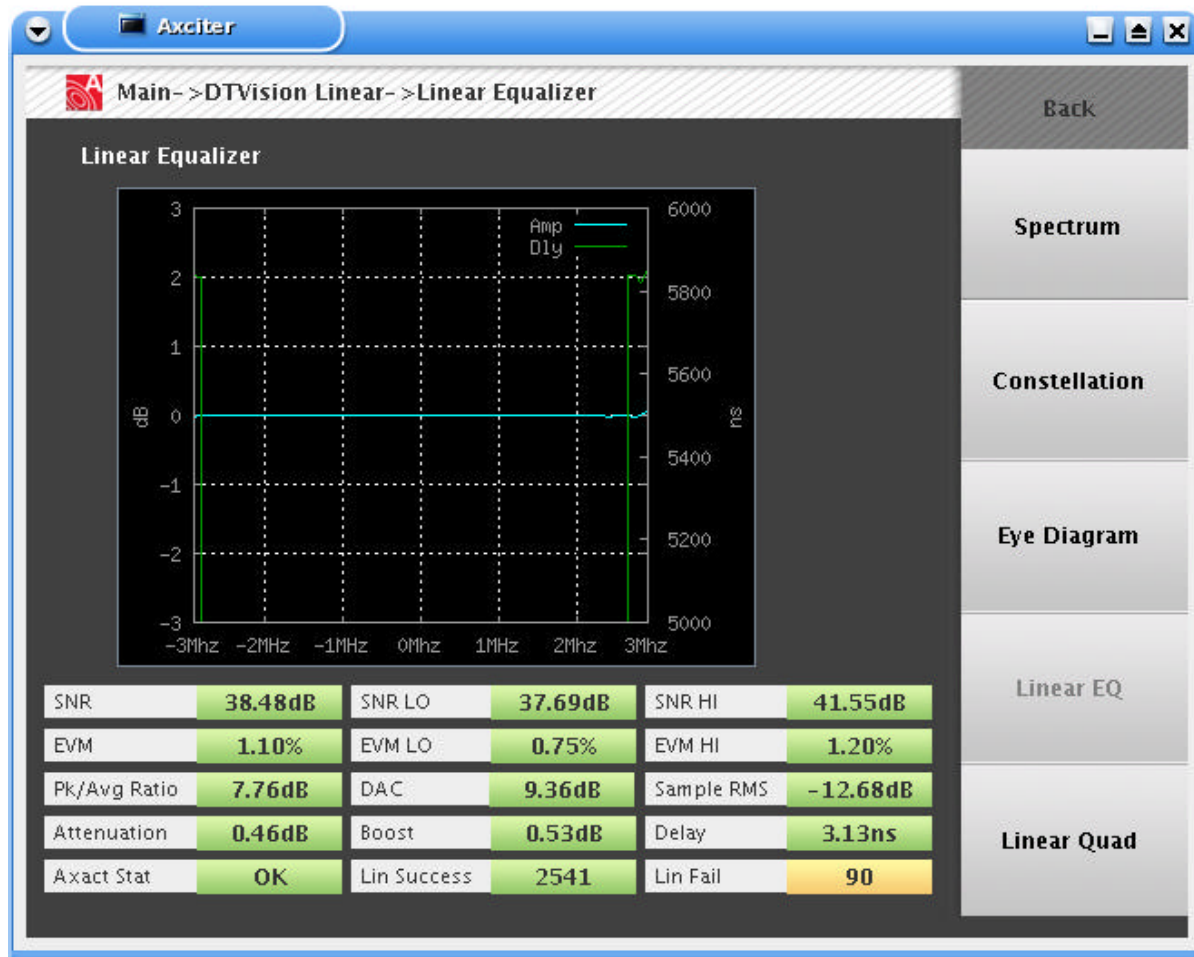 Axciter
Main->DTVision Linear->Linear Equalizer
Back
Linear Equalizer
Spectrum
Constellation
Eye Diagram
Linear EQ
Linear Quad
Amp
Dly
3
2
1
0
-1
-2
-3
dB
6000
5800
5600
5400
5200
5000
ns
-3Mhz -2MHz -1MHz 0Mhz 1MHz 2Mhz 3Mhz
SNR 38.48dB SNR LO 37.69dB SNR HI 41.55dB
EVM 1.10% EVM LO 0.75% EVM HI 1.20%
Pk/Avg Ratio 7.76dB DAC 9.36dB Sample RMS -12.68dB
Attenuation 0.46dB Boost 0.53dB Delay 3.13ns
Axact Stat OK Lin Success 2541 Lin Fail 90